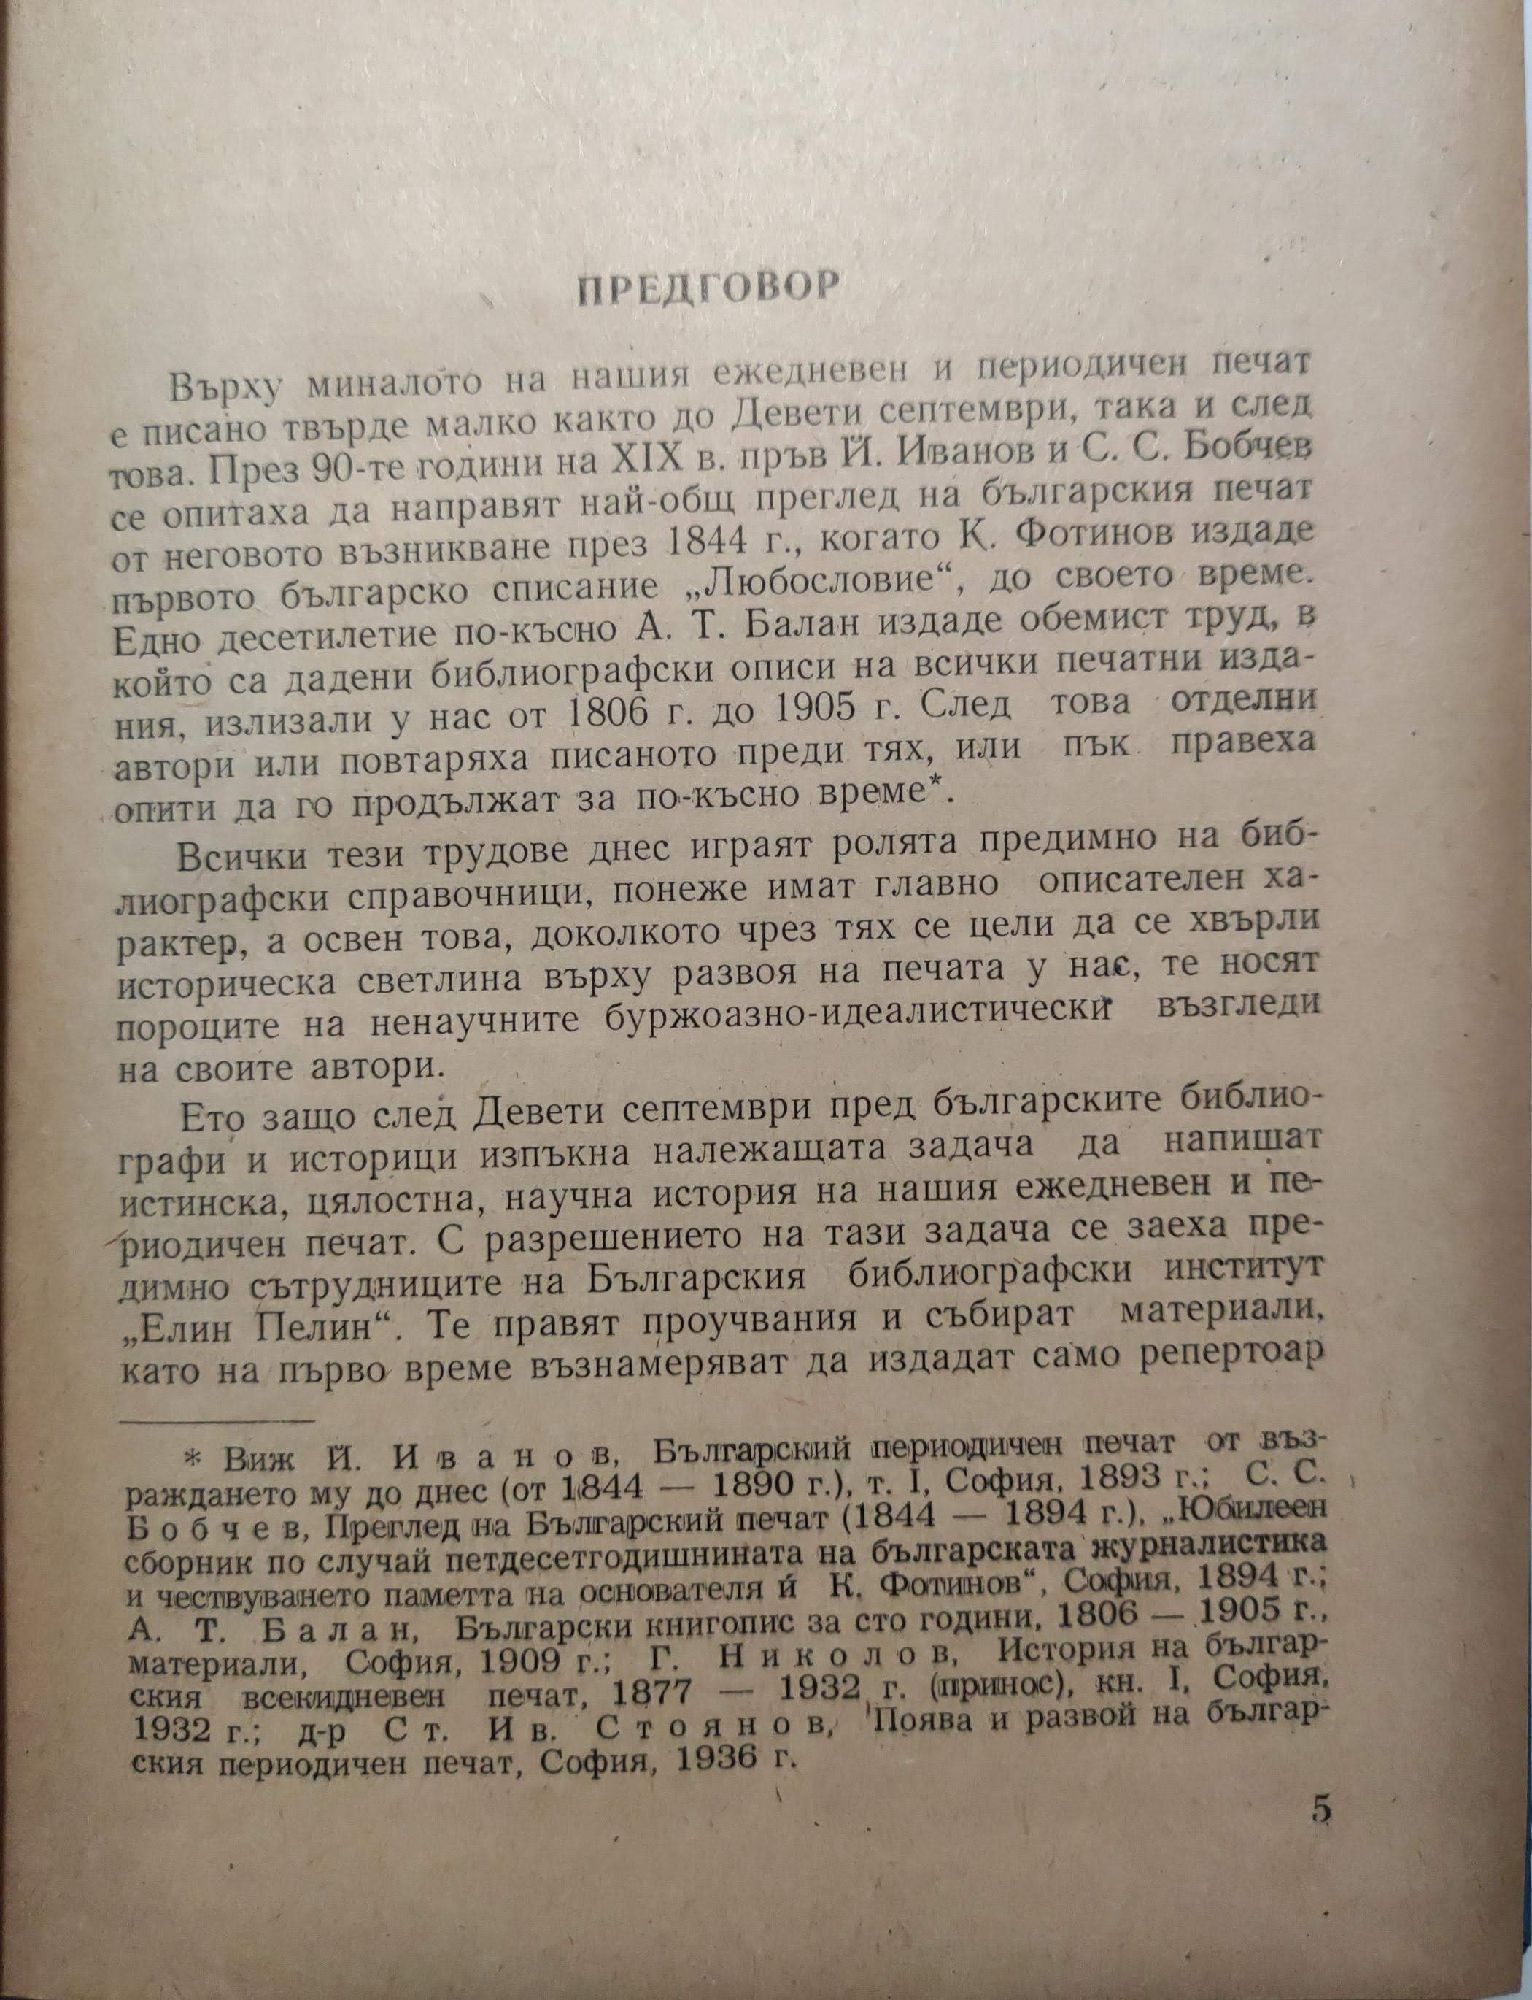 ПРЕДГОВОР
Върху миналото на нашия ежедневен и периодичен печат
е писано твърде малко както до Девети септември, така и след
това. През 90-те години на XIX в. пръв Й. Иванов и С. С. Бобчев
се опитаха да направят най-общ преглед на българския печат
от неговото възникване през 1844 г., когато К. Фотинов издаде
първото българско списание „Любословие“, до своето време.
Едно десетилетие по-късно А. Т. Балан издаде обемист труд, в
който са дадени библиографски описи на всички печатни изда-
ния, излизали у нас от 1806 г. до 1905 г. След това отделни
автори или повтаряха писаното преди тях, или пък правеха
опити да го продължат за по-късно време*.
Всички тези трудове днес играят ролята предимно на биб-
лиографски справочници, понеже имат главно описателен ха-
рактер, а освен това, доколкото чрез тях се цели да се хвърли
историческа светлина върху развоя на печата у нас, те носят
пороците на ненаучните буржоазно-идеалистически възгледи
на своите автори.
Ето защо след Девети септември пред българските библио-
графи и историци изпъкна належащата задача да напишат
истинска, цялостна, научна история на нашия ежедневен и пе-
риодичен печат. С разрешението на тази задача се заеха пре-
димно сътрудниците на Българския библиографски институт
„Елин Пелин“. Те правят проучвания и събират материали,
като на първо време възнамеряват да издадат само репертоар
* Виж Й. Иванов, Българский периодичен печат от въз-
раждането му до днес (от 1844 — 1890 г.), т. I, София, 1893 г.; С. С.
Бобчев, Преглед на Българский печат (1844 — 1894 г.), „Юбилеен
сборник по случай петдесетгодишнината на българската журналистика
и чествуването паметта на основателя ѝ К. Фотинов“, София, 1894 г.;
А. Т. Балан, Български книгопис за сто години, 1806 — 1905 г.,
материали, София, 1909 г.; Г. Николов, История на българ-
ския всекидневен печат, 1877 — 1932 г. (принос), кн. I, София,
1932 г.; д-р Ст. Ив. Стоянов, Поява и развой на българ-
ския периодичен печат, София, 1936 г.
5